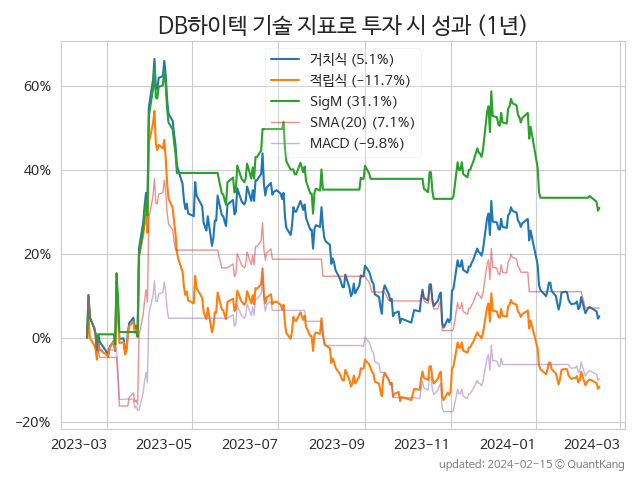 DB하이텍 기술 지표로 투자 시 성과 (1년)
거치식 (5.1%)
적립식 (−11.7%)
SigM (31.1%)
SMA(20) (7.1%)
MACD (−9.8%)
60%
40%
20%
0%
−20%
2023-03 2023-05 2023-07 2023-09 2023-11 2024-01 2024-03
updated: 2024-02-15 © QuantKang